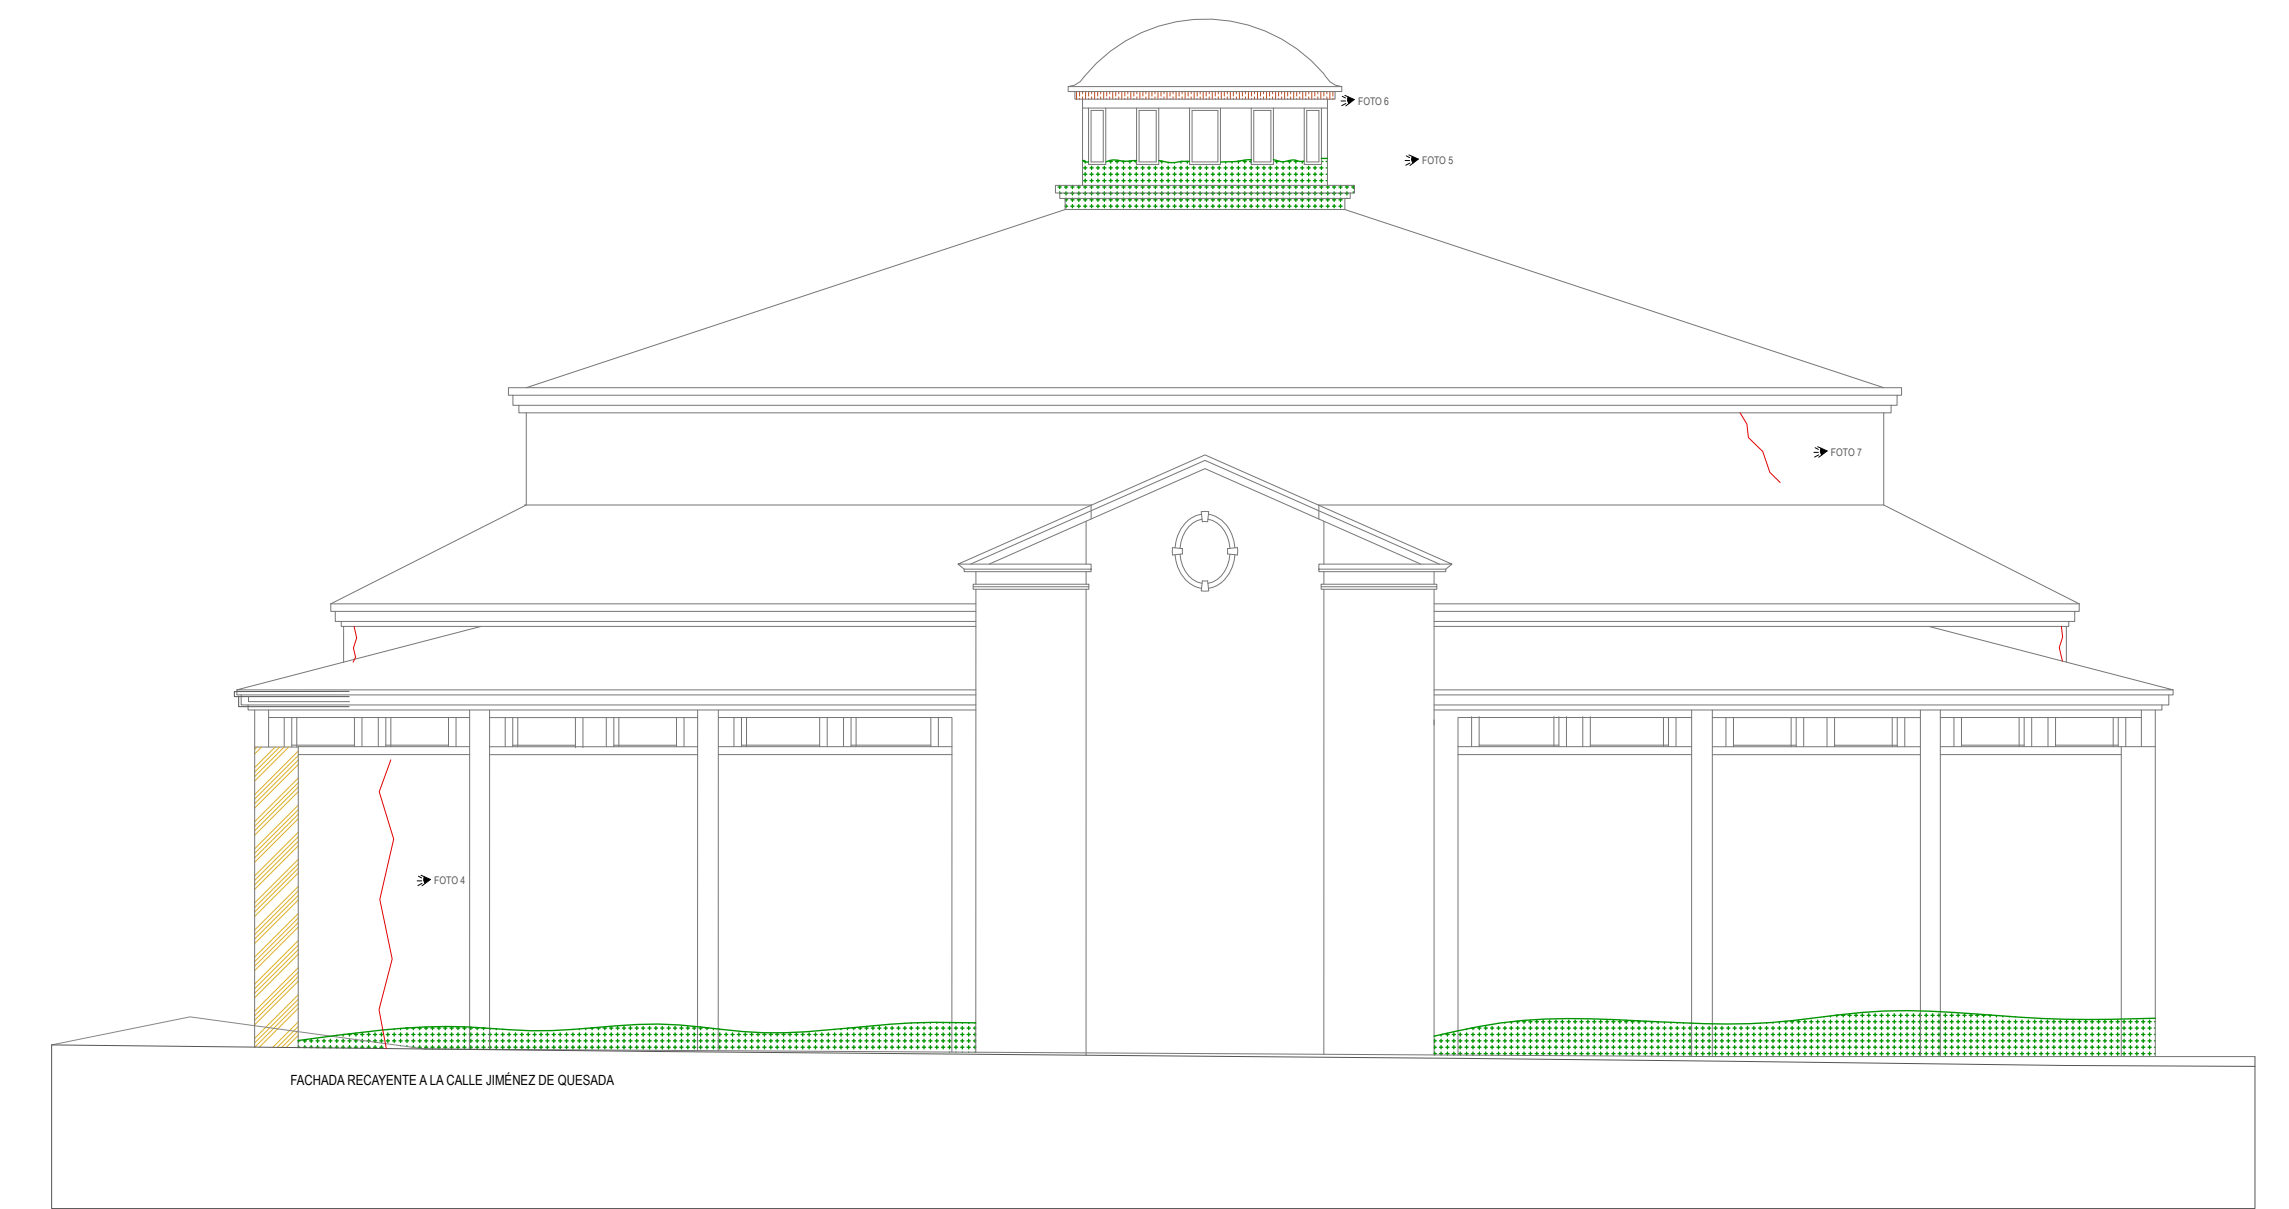 FOTO 6
FOTO 5
FOTO 7
FOTO 4
FACHADA RECAYENTE A LA CALLE JIMÉNEZ DE QUESADA